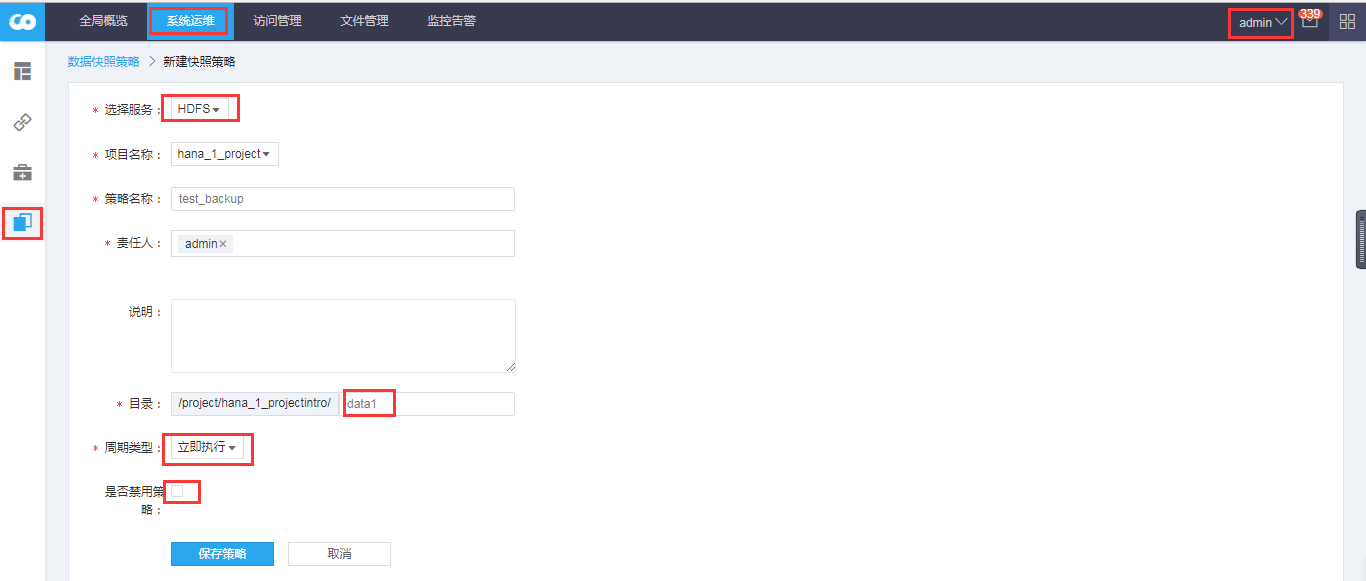 全局概览 系统运维 访问管理 文件管理 监控告警 admin 339
数据快照策略 > 新建快照策略
* 选择服务： HDFS
* 项目名称： hana_1_project
* 策略名称： test_backup
* 责任人： admin×
说明：
* 目录： /project/hana_1_projectintro/ data1
* 周期类型： 立即执行
是否禁用策
略：
保存策略 取消